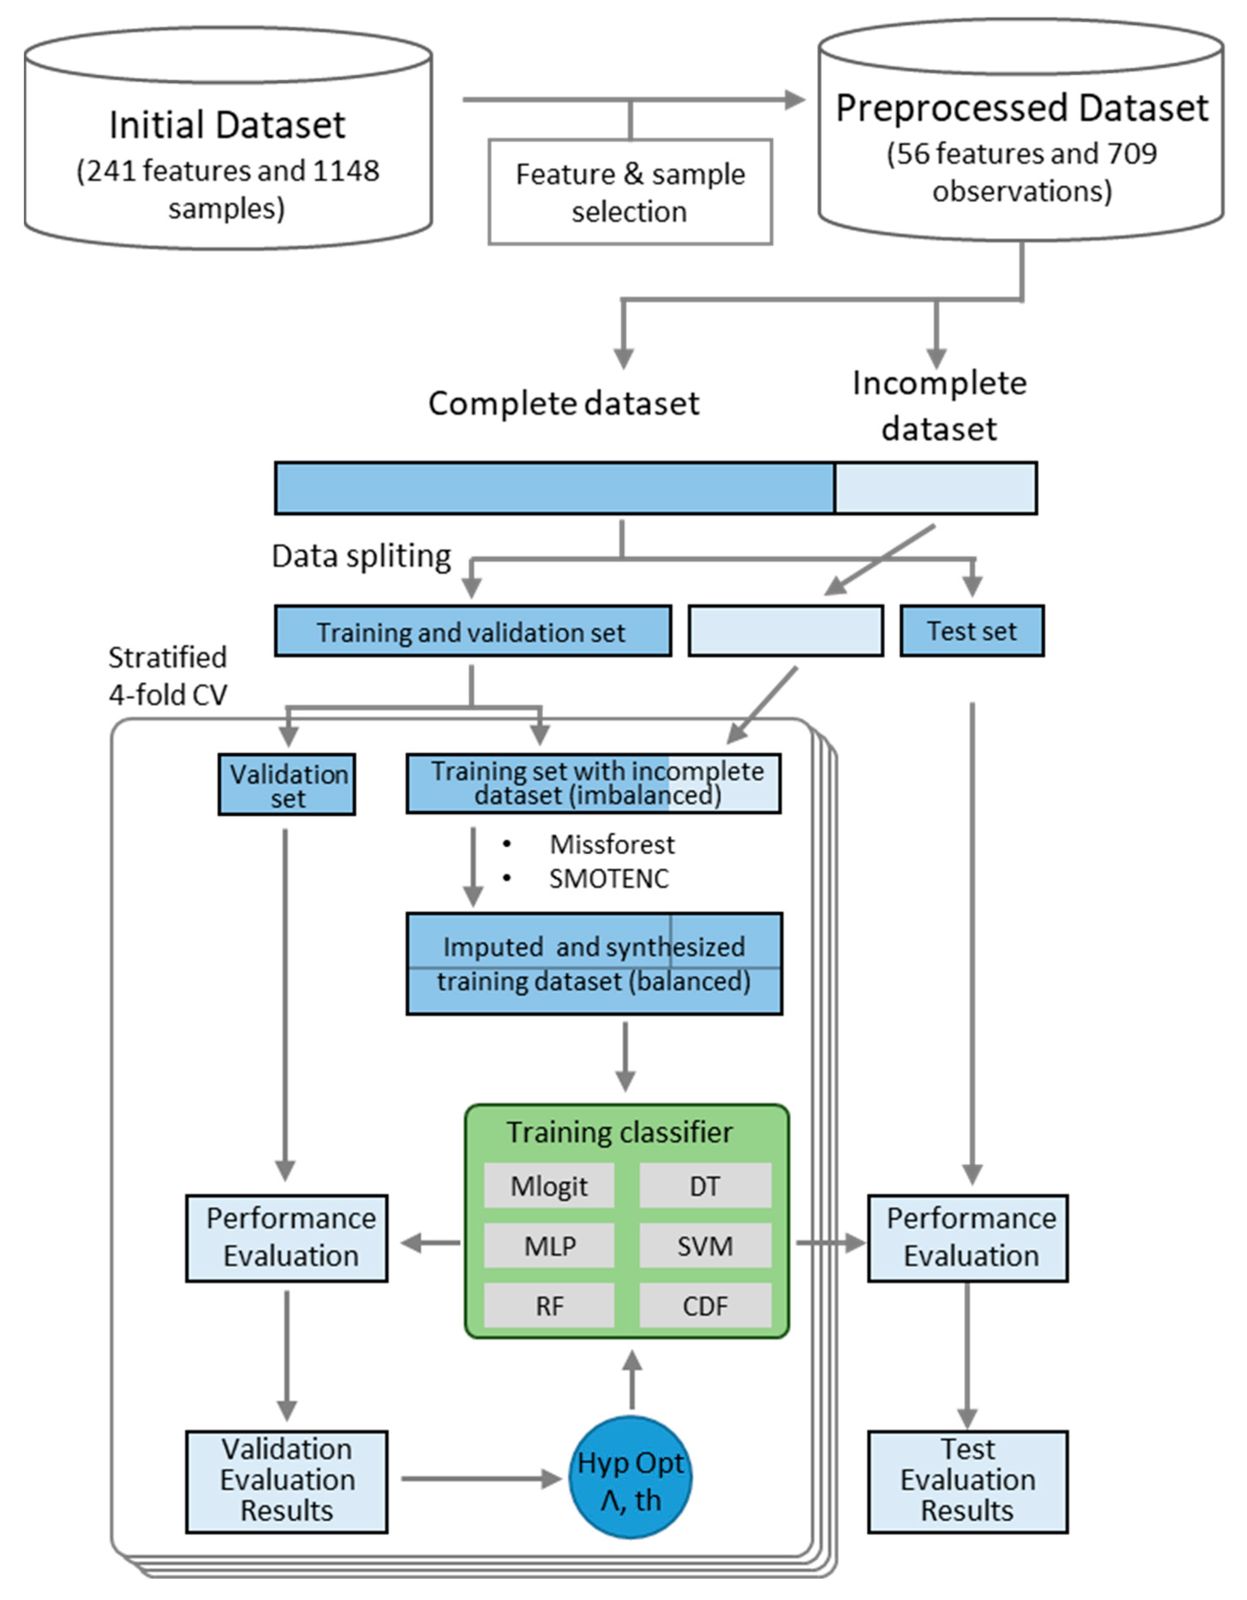 Initial Dataset
(241 features and 1148
samples)
Feature & sample
selection
Preprocessed Dataset
(56 features and 709
observations)
Complete dataset
Incomplete
dataset
Data spliting
Training and validation set
Test set
Stratified
4-fold CV
Validation
set
Training set with incomplete
dataset (imbalanced)
• Missforest
• SMOTENC
Imputed and synthesized
training dataset (balanced)
Training classifier
Mlogit
DT
MLP
SVM
RF
CDF
Performance
Evaluation
Performance
Evaluation
Validation
Evaluation
Results
Hyp Opt
Λ, th
Test
Evaluation
Results